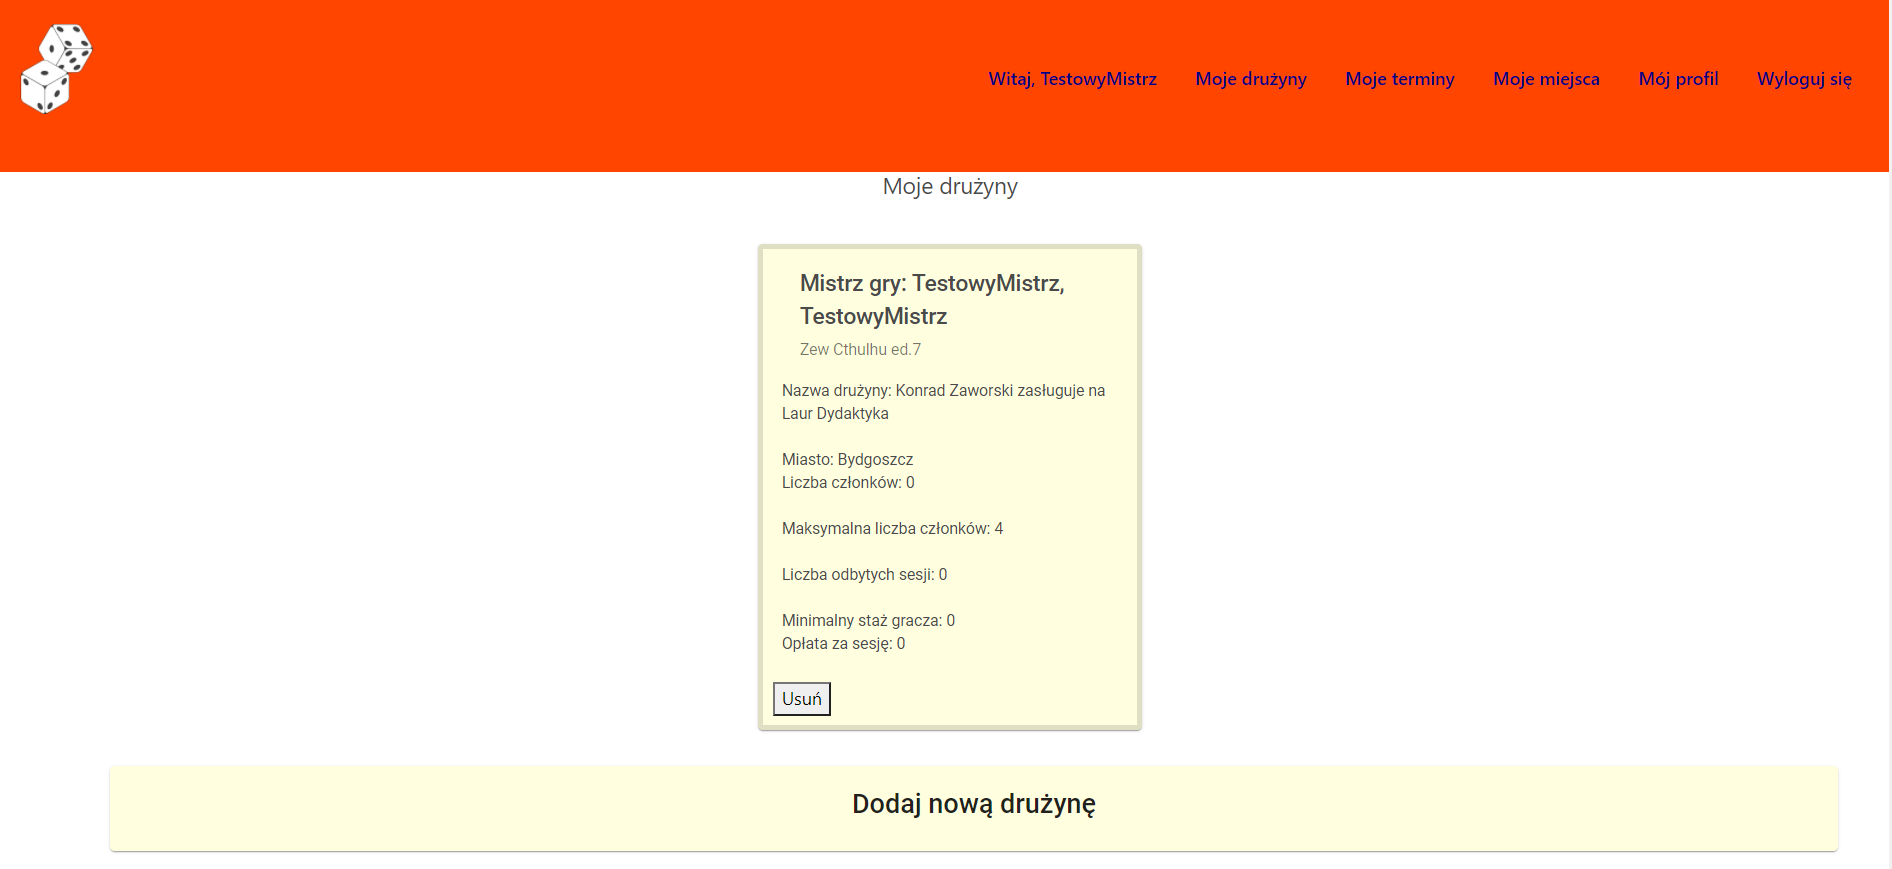 Witaj, TestowyMistrz Moje drużyny Moje terminy Moje miejsca Mój profil Wyloguj się
Moje drużyny
Mistrz gry: TestowyMistrz,
TestowyMistrz
Zew Cthulhu ed.7
Nazwa drużyny: Konrad Zaworski zasługuje na
Laur Dydaktyka
Miasto: Bydgoszcz
Liczba członków: 0
Maksymalna liczba członków: 4
Liczba odbytych sesji: 0
Minimalny staż gracza: 0
Opłata za sesję: 0
Usuń
Dodaj nową drużynę